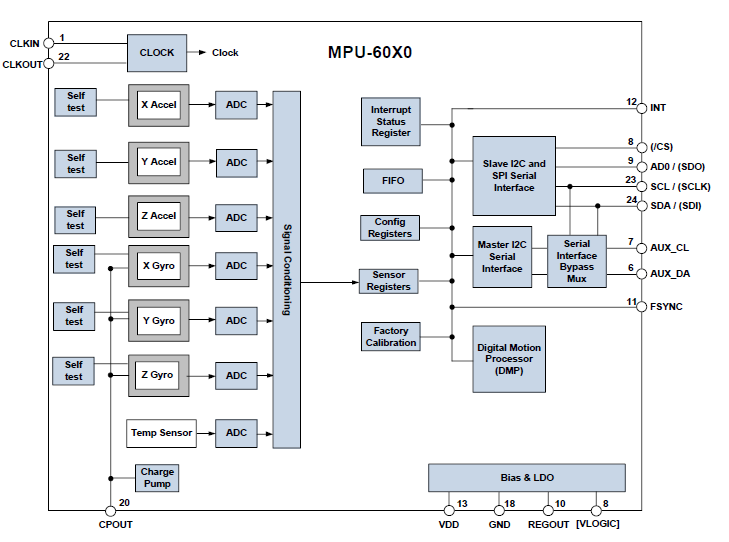 MPU-60X0
CLKIN
1
CLKOUT
22
CLOCK
Clock
Self
test
X Accel
ADC
Self
test
Y Accel
ADC
Self
test
Z Accel
ADC
Self
test
X Gyro
ADC
Self
test
Y Gyro
ADC
Self
test
Z Gyro
ADC
Temp Sensor
ADC
Signal Conditioning
Charge
Pump
20
CPOUT
Interrupt
Status
Register
FIFO
Config
Registers
Sensor
Registers
Factory
Calibration
Slave I2C and
SPI Serial
Interface
Master I2C
Serial
Interface
Serial
Interface
Bypass
Mux
Digital Motion
Processor
(DMP)
12
INT
8
(/CS)
9
AD0 / (SDO)
23
SCL / (SCLK)
24
SDA / (SDI)
7
AUX_CL
6
AUX_DA
11
FSYNC
Bias & LDO
13
VDD
18
GND
10
REGOUT
8
[VLOGIC]